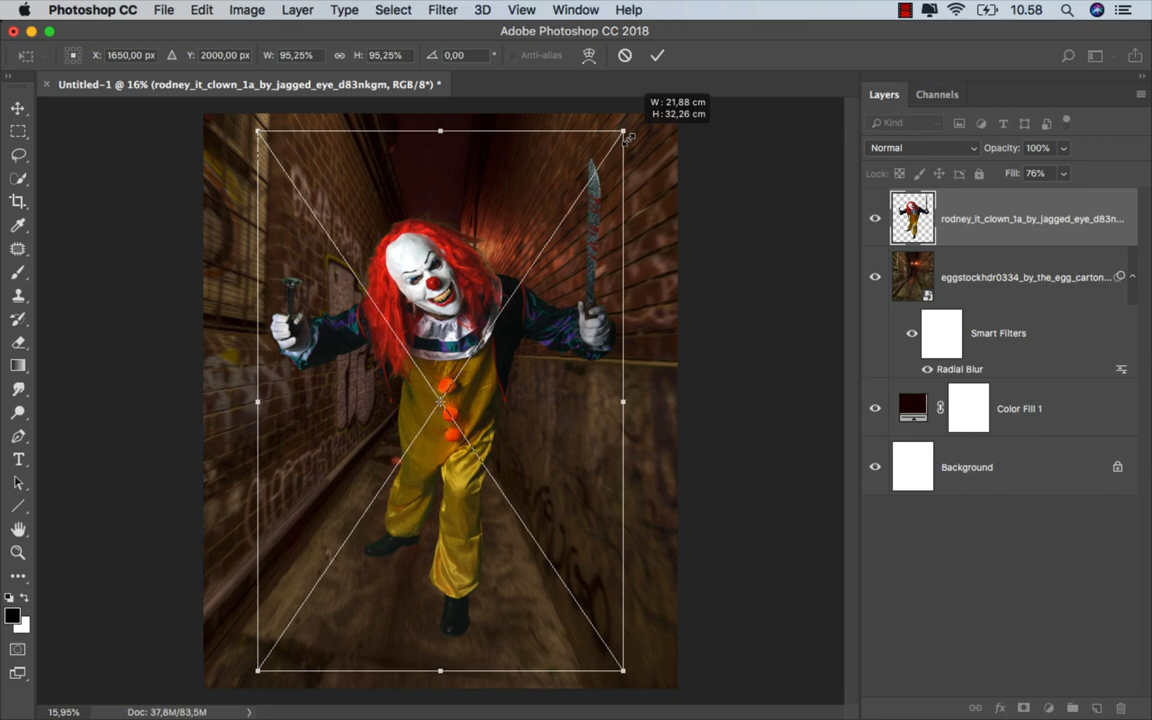 Photoshop CC File Edit Image Layer Type Select Filter 3D View Window Help 10.58
Adobe Photoshop CC 2018
X: 1650,00 px Y: 2000,00 px W: 95,25% H: 95,25% 0,00 ° Anti-alias
Untitled-1 @ 16% (rodney_it_clown_1a_by_jagged_eye_d83nkgm, RGB/8*) *
W: 21,88 cm
H: 32,26 cm
Layers Channels
Kind
Normal Opacity: 100%
Lock: Fill: 76%
rodney_it_clown_1a_by_jagged_eye_d83n...
eggstockhdr0334_by_the_egg_carton...
Smart Filters
Radial Blur
Color Fill 1
Background
15,95% Doc: 37,8M/83,5M
fx